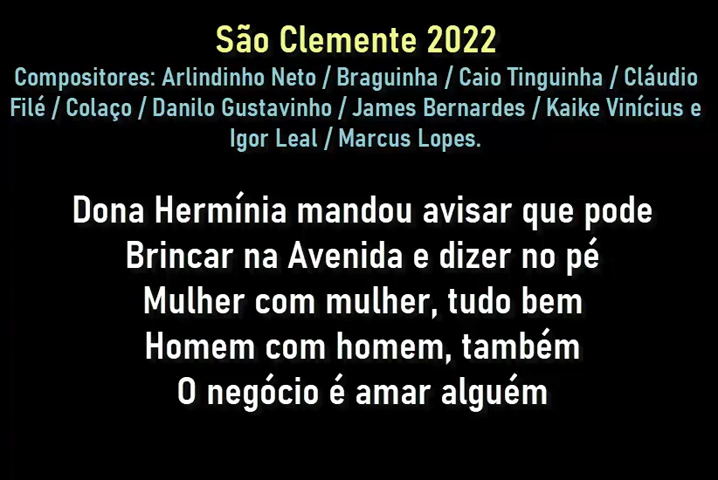 São Clemente 2022
Compositores: Arlindinho Neto / Braguinha / Caio Tinguinha / Cláudio
Filé / Colaço / Danilo Gustavinho / James Bernardes / Kaike Vinícius e
Igor Leal / Marcus Lopes.
Dona Hermínia mandou avisar que pode
Brincar na Avenida e dizer no pé
Mulher com mulher, tudo bem
Homem com homem, também
O negócio é amar alguém